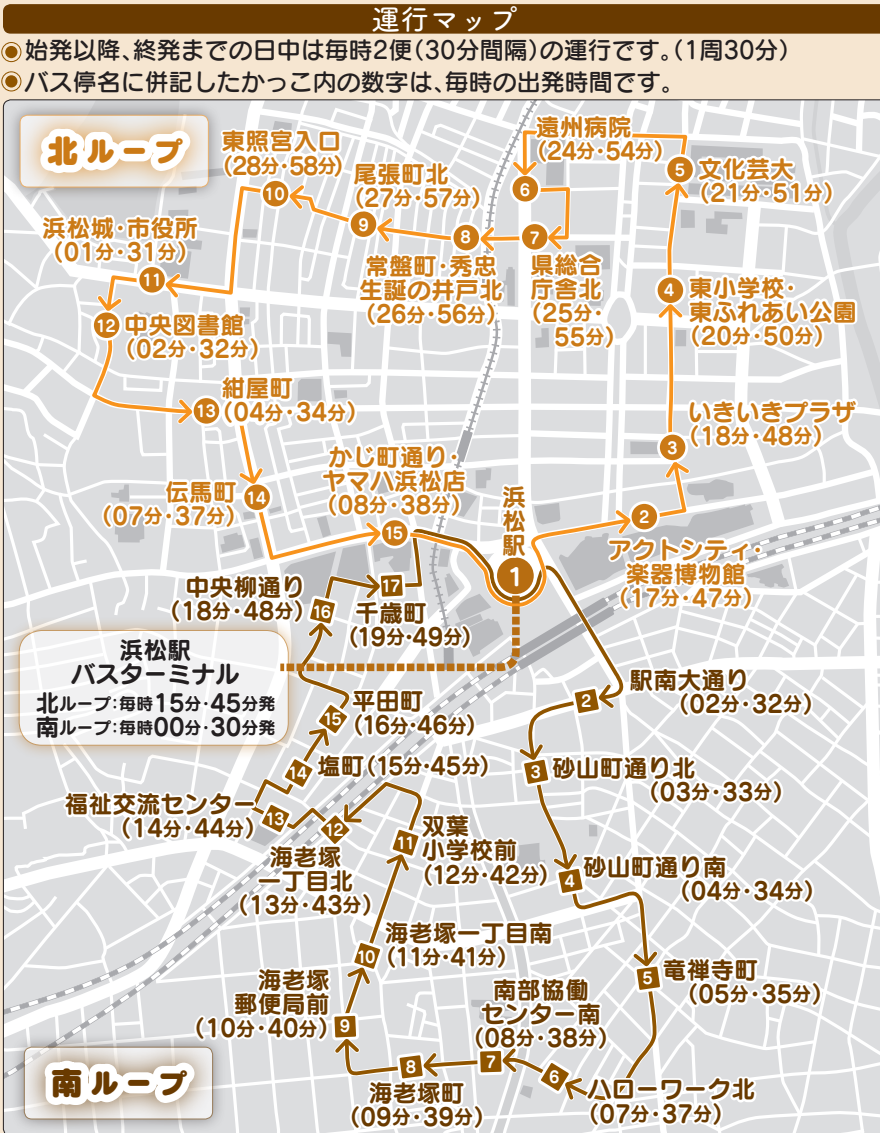 運行マップ
始発以降、終発までの日中は毎時2便(30分間隔)の運行です。(1周30分)
バス停名に併記したかっこ内の数字は、毎時の出発時間です。
北ループ
浜松駅
1
2
アクトシティ・
楽器博物館
(17分・47分)
3
いきいきプラザ
(18分・48分)
4
東小学校・
東ふれあい公園
(20分・50分)
5
文化芸大
(21分・51分)
遠州病院
(24分・54分)
6
7
県総合
庁舎北
(25分・
55分)
8
常盤町・秀忠
生誕の井戸北
(26分・56分)
尾張町北
(27分・57分)
9
東照宮入口
(28分・58分)
10
浜松城・市役所
(01分・31分)
11
12
中央図書館
(02分・32分)
13
紺屋町
(04分・34分)
伝馬町
(07分・37分)
14
かじ町通り・
ヤマハ浜松店
(08分・38分)
15
浜松駅
バスターミナル
北ループ:毎時15分・45分発
南ループ:毎時00分・30分発
2
駅南大通り
(02分・32分)
3
砂山町通り北
(03分・33分)
4
砂山町通り南
(04分・34分)
5
竜禅寺町
(05分・35分)
6
ハローワーク北
(07分・37分)
南部協働
センター南
(08分・38分)
7
8
海老塚町
(09分・39分)
海老塚
郵便局前
(10分・40分)
9
10
海老塚一丁目南
(11分・41分)
11
双葉
小学校前
(12分・42分)
12
海老塚
一丁目北
(13分・43分)
福祉交流センター
(14分・44分)
13
14
塩町(15分・45分)
15
平田町
(16分・46分)
中央柳通り
(18分・48分)
16
17
千歳町
(19分・49分)
南ループ